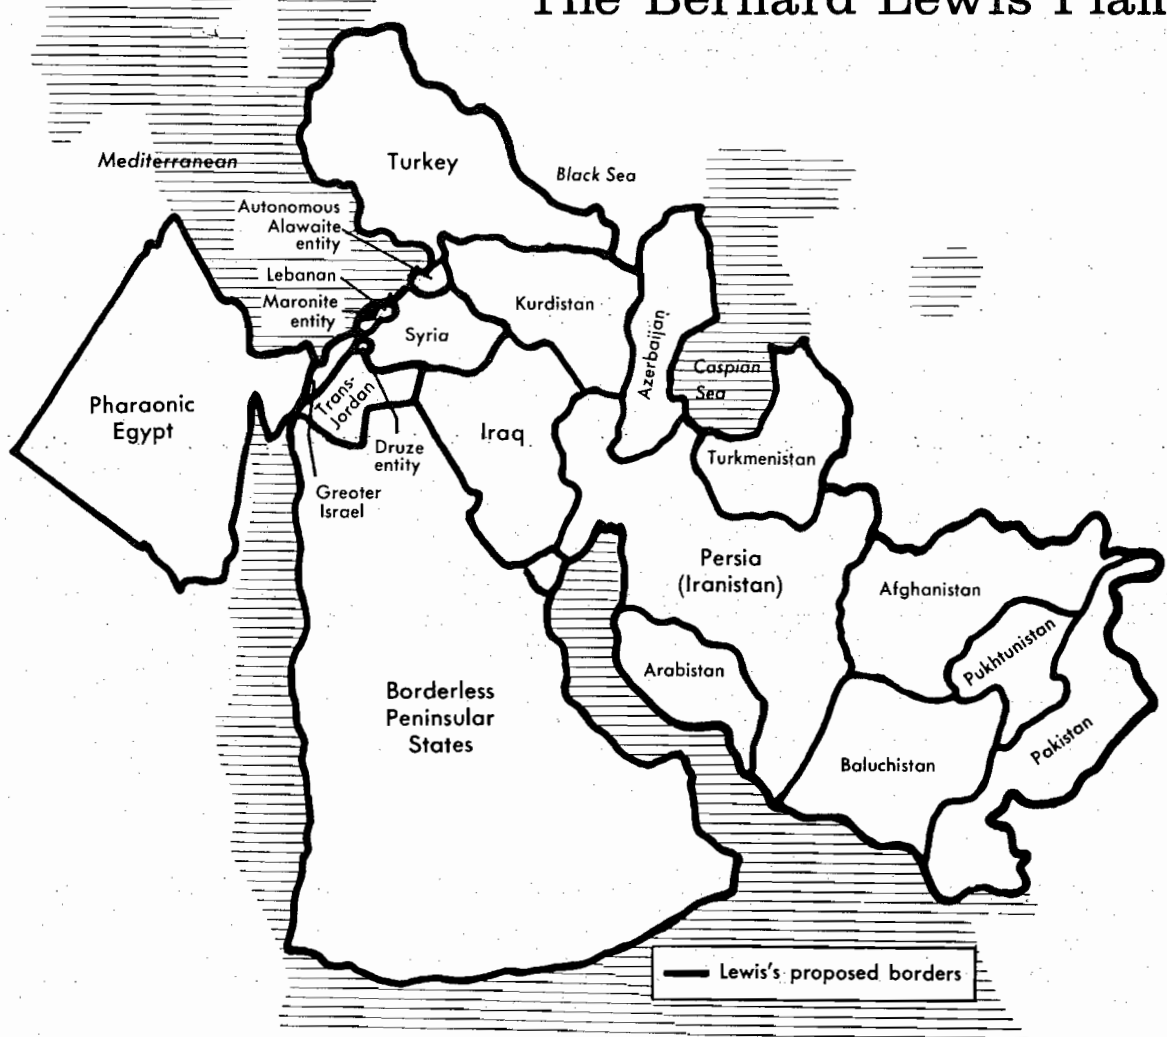 The Bernard Lewis Plan
Mediterranean
Turkey
Black Sea
Autonomous
Alawaite
entity
Lebanan
Maronite
entity
Syria
Kurdistan
Azerbaijan
Caspian
Sea
Pharaonic
Egypt
Trans-
Jordan
Iraq
Druze
entity
Turkmenistan
Greoter
Israel
Persia
(Iranistan)
Afghanistan
Pukhtunistan
Arabistan
Borderless
Peninsular
States
Baluchistan
Pakistan
Lewis's proposed borders